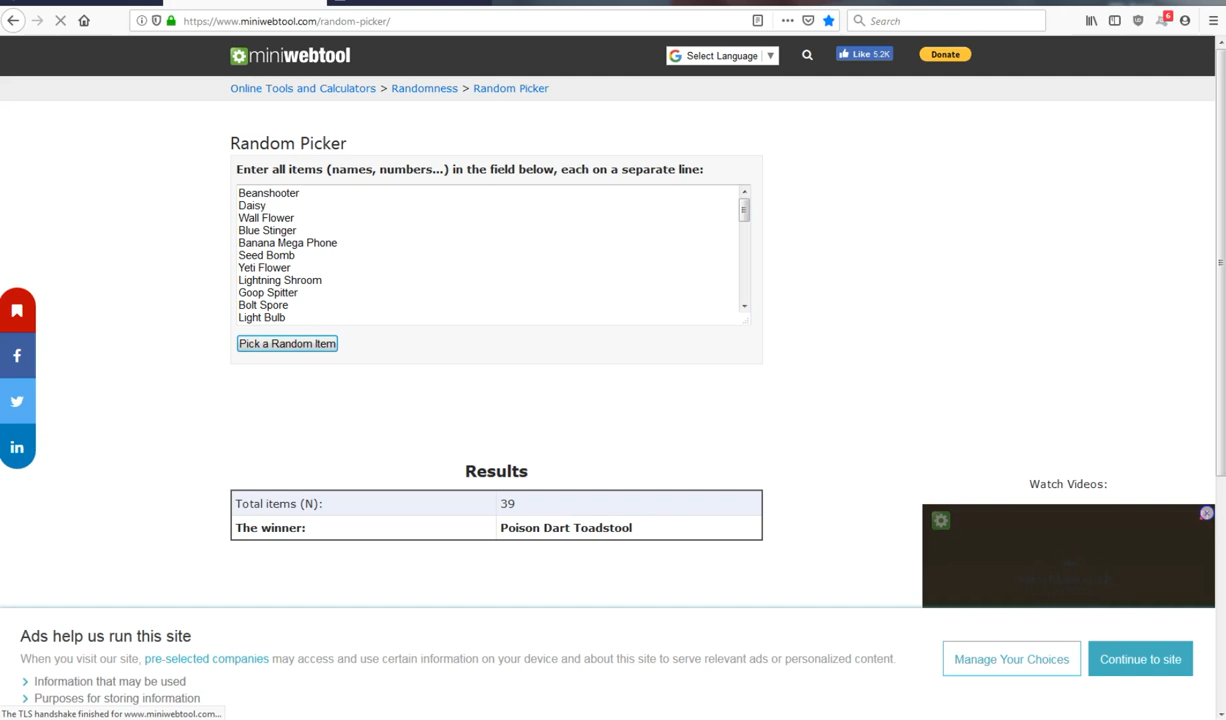 https://www.miniwebtool.com/random-picker/
Search
6
miniwebtool
Select Language
Like 5.2K
Donate
Online Tools and Calculators > Randomness > Random Picker
Random Picker
Enter all items (names, numbers...) in the field below, each on a separate line:
Beanshooter
Daisy
Wall Flower
Blue Stinger
Banana Mega Phone
Seed Bomb
Yeti Flower
Lightning Shroom
Goop Spitter
Bolt Spore
Light Bulb
Pick a Random Item
Results
Total items (N): 39
The winner: Poison Dart Toadstool
Watch Videos:
Ads help us run this site
When you visit our site, pre-selected companies may access and use certain information on your device and about this site to serve relevant ads or personalized content.
Information that may be used
Purposes for storing information
Manage Your Choices
Continue to site
The TLS handshake finished for www.miniwebtool.com...